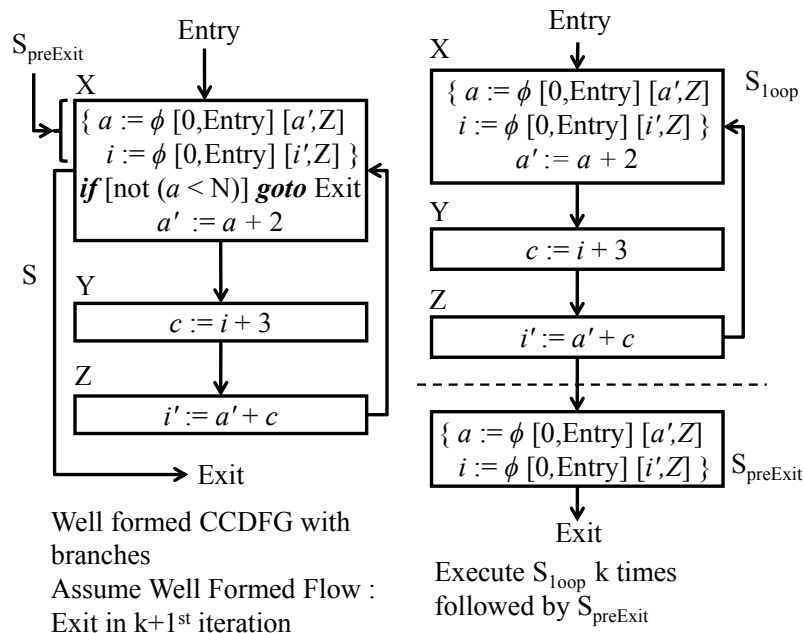 Entry
S_preExit
X
{ a := ϕ [0,Entry] [a′,Z]
i := ϕ [0,Entry] [i′,Z] }
if [not (a < N)] goto Exit
a′ := a + 2
S
Y
c := i + 3
Z
i′ := a′ + c
Exit
Well formed CCDFG with
branches
Assume Well Formed Flow :
Exit in k+1st iteration
Entry
X
S_loop
{ a := ϕ [0,Entry] [a′,Z]
i := ϕ [0,Entry] [i′,Z] }
a′ := a + 2
Y
c := i + 3
Z
i′ := a′ + c
{ a := ϕ [0,Entry] [a′,Z]
i := ϕ [0,Entry] [i′,Z] }
S_preExit
Exit
Execute S_loop k times
followed by S_preExit